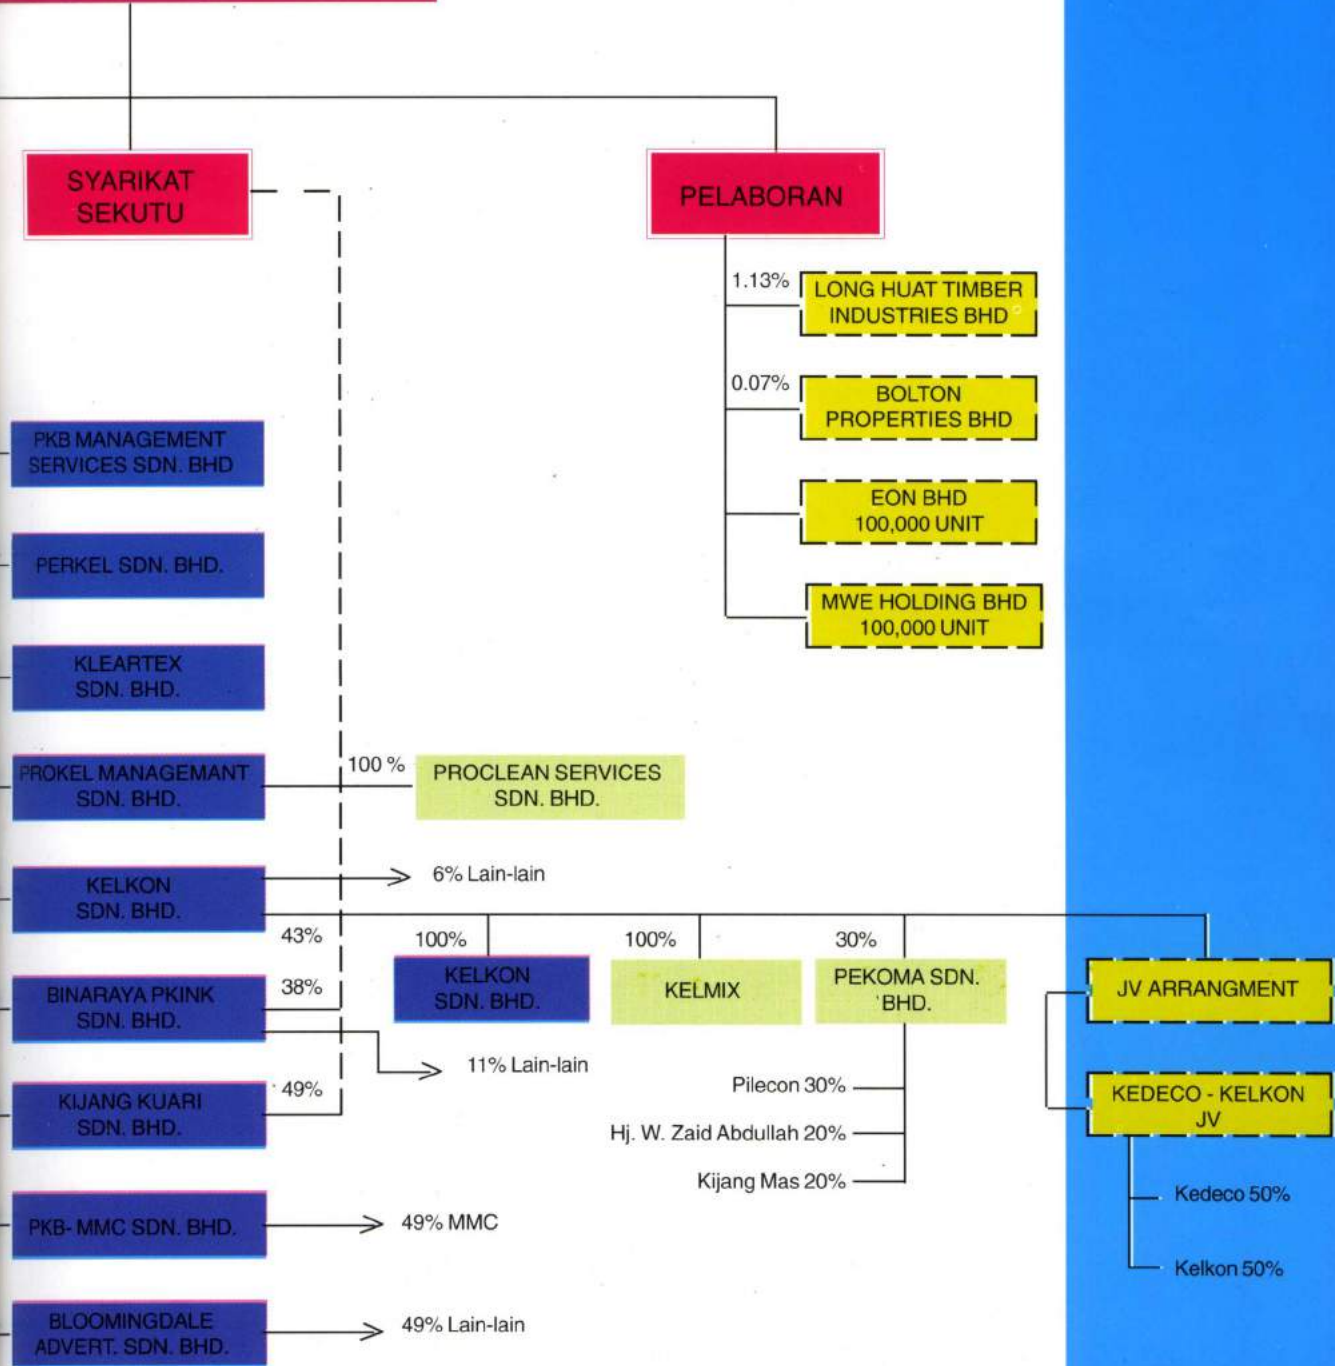 SYARIKAT
SEKUTU
PELABORAN
1.13%
LONG HUAT TIMBER
INDUSTRIES BHD
0.07%
BOLTON
PROPERTIES BHD
EON BHD
100,000 UNIT
MWE HOLDING BHD
100,000 UNIT
PKB MANAGEMENT
SERVICES SDN. BHD
PERKEL SDN. BHD.
KLEARTEX
SDN. BHD.
PROKEL MANAGEMANT
SDN. BHD.
100 %
PROCLEAN SERVICES
SDN. BHD.
KELKON
SDN. BHD.
6% Lain-lain
43%
100%
KELKON
SDN. BHD.
100%
KELMIX
30%
PEKOMA SDN.
BHD.
JV ARRANGMENT
BINARAYA PKINK
SDN. BHD.
38%
11% Lain-lain
Pilecon 30%
Hj. W. Zaid Abdullah 20%
Kijang Mas 20%
KEDECO - KELKON
JV
Kedeco 50%
Kelkon 50%
KIJANG KUARI
SDN. BHD.
49%
PKB- MMC SDN. BHD.
49% MMC
BLOOMINGDALE
ADVERT. SDN. BHD.
49% Lain-lain